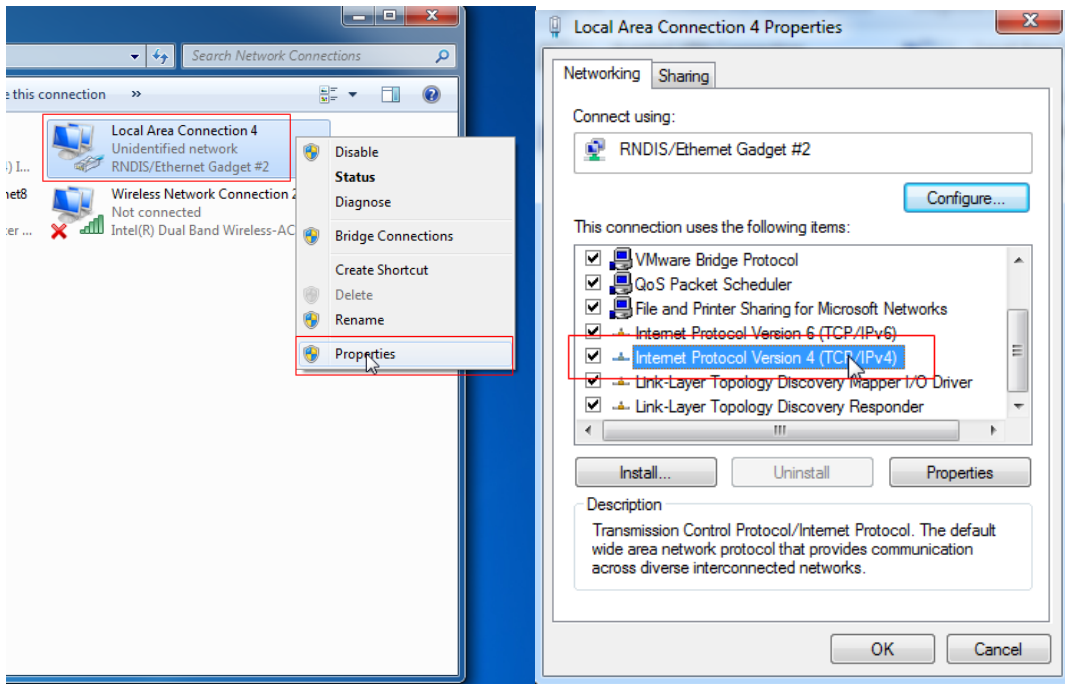 Search Network Connections
e this connection »
Local Area Connection 4
Unidentified network
RNDIS/Ethernet Gadget #2
:) I...
net8
ter ...
Wireless Network Connection 2
Not connected
Intel(R) Dual Band Wireless-AC
Disable
Status
Diagnose
Bridge Connections
Create Shortcut
Delete
Rename
Properties
Local Area Connection 4 Properties
Networking
Sharing
Connect using:
RNDIS/Ethernet Gadget #2
Configure...
This connection uses the following items:
VMware Bridge Protocol
QoS Packet Scheduler
File and Printer Sharing for Microsoft Networks
Internet Protocol Version 6 (TCP/IPv6)
Internet Protocol Version 4 (TCP/IPv4)
Link-Layer Topology Discovery Mapper I/O Driver
Link-Layer Topology Discovery Responder
Install...
Uninstall
Properties
Description
Transmission Control Protocol/Internet Protocol. The default
wide area network protocol that provides communication
across diverse interconnected networks.
OK
Cancel